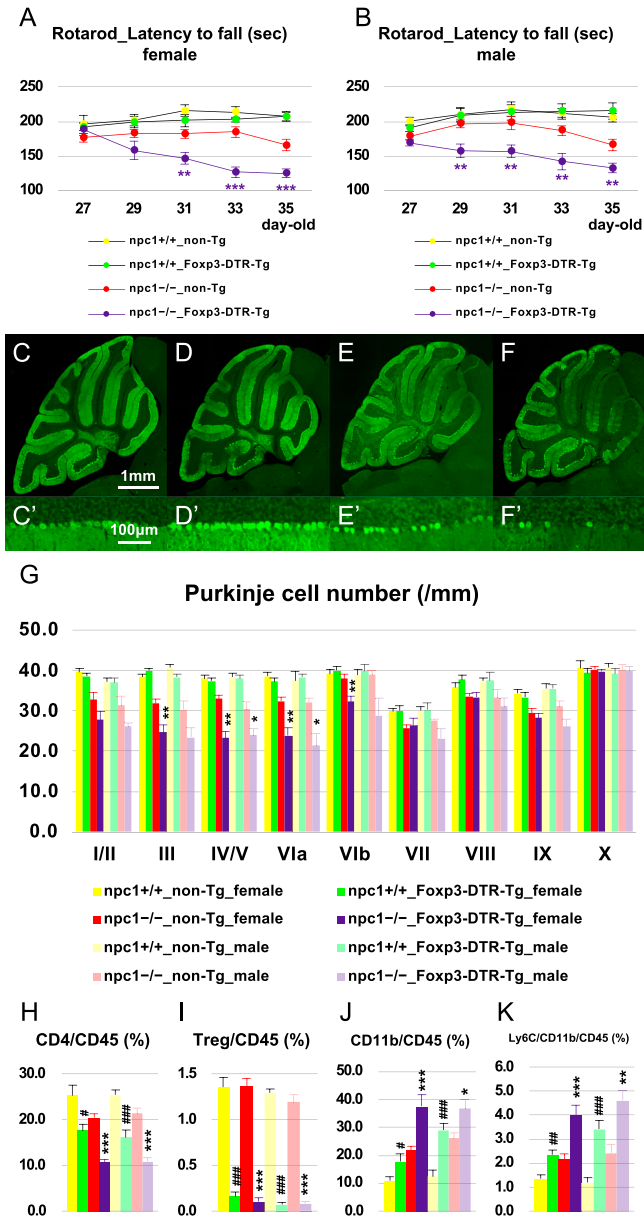 A
Rotarod_Latency to fall (sec)
female
250
200
150
100
** *** ***
27 29 31 33 35
day-old
npc1+/+_non-Tg
npc1+/+_Foxp3-DTR-Tg
npc1−/−_non-Tg
npc1−/−_Foxp3-DTR-Tg
B
Rotarod_Latency to fall (sec)
male
250
200
150
100
** ** ** **
27 29 31 33 35
day-old
npc1+/+_non-Tg
npc1+/+_Foxp3-DTR-Tg
npc1−/−_non-Tg
npc1−/−_Foxp3-DTR-Tg
C D E F
1mm
C' D' E' F'
100μm
G
Purkinje cell number (/mm)
50.0
40.0
30.0
20.0
10.0
0.0
** ** * ** * **
I/II III IV/V VIa VIb VII VIII IX X
npc1+/+_non-Tg_female
npc1−/−_non-Tg_female
npc1+/+_non-Tg_male
npc1−/−_non-Tg_male
npc1+/+_Foxp3-DTR-Tg_female
npc1−/−_Foxp3-DTR-Tg_female
npc1+/+_Foxp3-DTR-Tg_male
npc1−/−_Foxp3-DTR-Tg_male
H
CD4/CD45 (%)
30.0
20.0
10.0
0.0
# *** ### ***
I
Treg/CD45 (%)
1.5
1.2
0.9
0.6
0.3
0.0
### *** ### ***
J
CD11b/CD45 (%)
50.0
40.0
30.0
20.0
10.0
0.0
# *** ### *
K
Ly6C/CD11b/CD45 (%)
6.0
5.0
4.0
3.0
2.0
1.0
0.0
## *** ### **